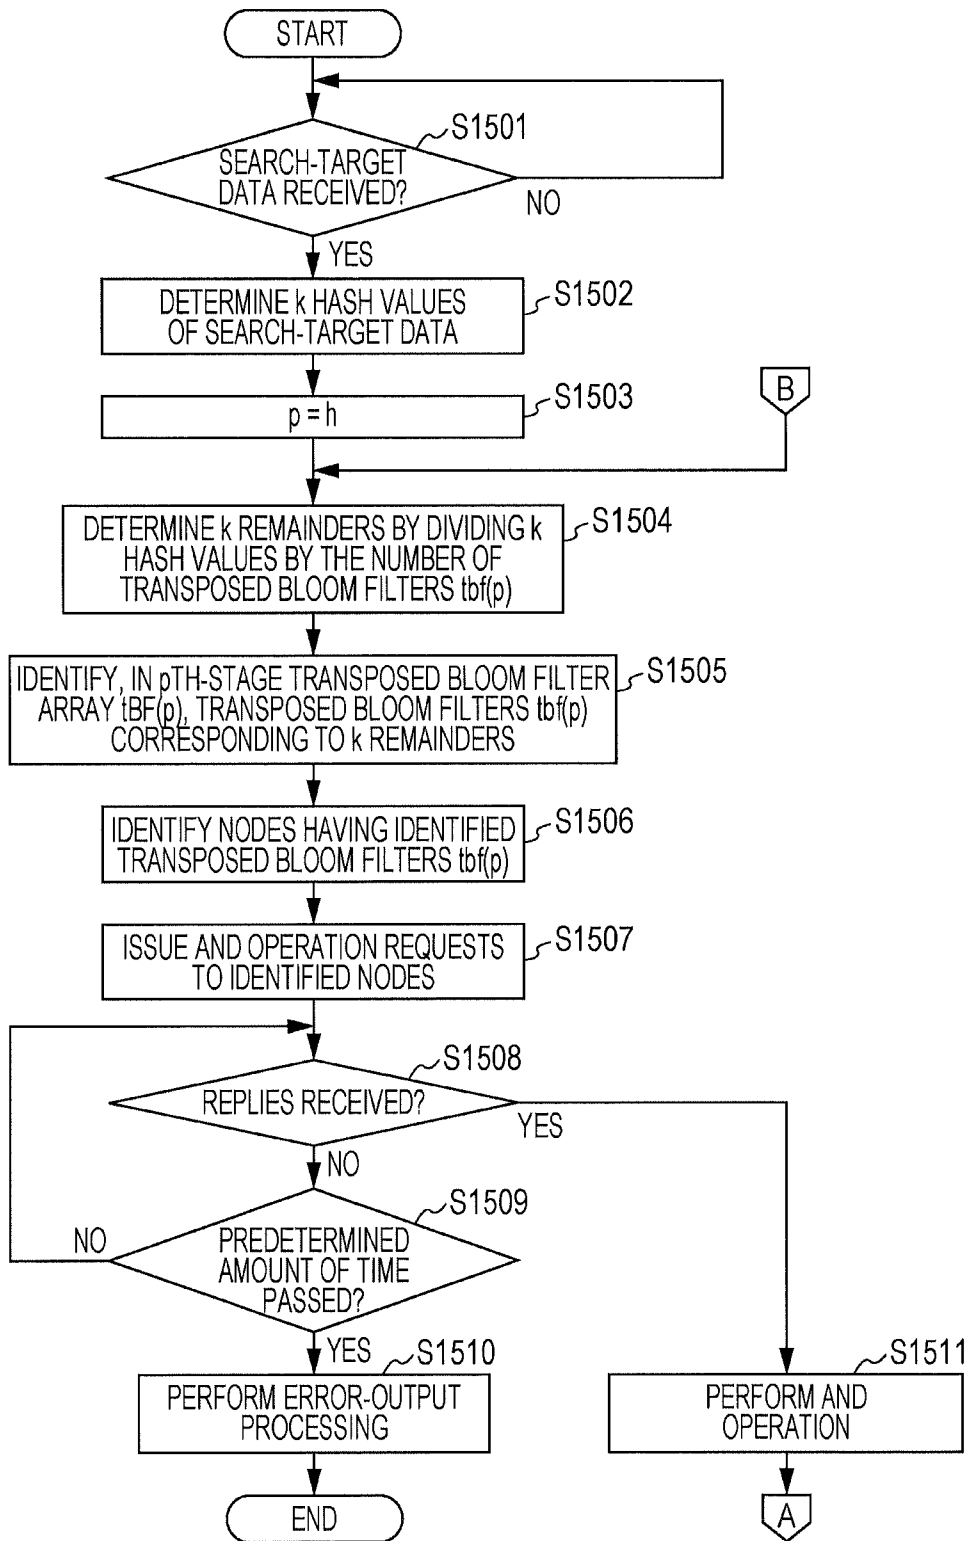 START
S1501
SEARCH-TARGET
DATA RECEIVED?
NO
YES
S1502
DETERMINE k HASH VALUES
OF SEARCH-TARGET DATA
S1503
p = h
B
S1504
DETERMINE k REMAINDERS BY DIVIDING k
HASH VALUES BY THE NUMBER OF
TRANSPOSED BLOOM FILTERS tbf(p)
S1505
IDENTIFY, IN pTH-STAGE TRANSPOSED BLOOM FILTER
ARRAY tBF(p), TRANSPOSED BLOOM FILTERS tbf(p)
CORRESPONDING TO k REMAINDERS
S1506
IDENTIFY NODES HAVING IDENTIFIED
TRANSPOSED BLOOM FILTERS tbf(p)
S1507
ISSUE AND OPERATION REQUESTS
TO IDENTIFIED NODES
S1508
REPLIES RECEIVED?
YES
NO
S1509
NO
PREDETERMINED
AMOUNT OF TIME
PASSED?
YES
S1510
PERFORM ERROR-OUTPUT
PROCESSING
S1511
PERFORM AND
OPERATION
END
A